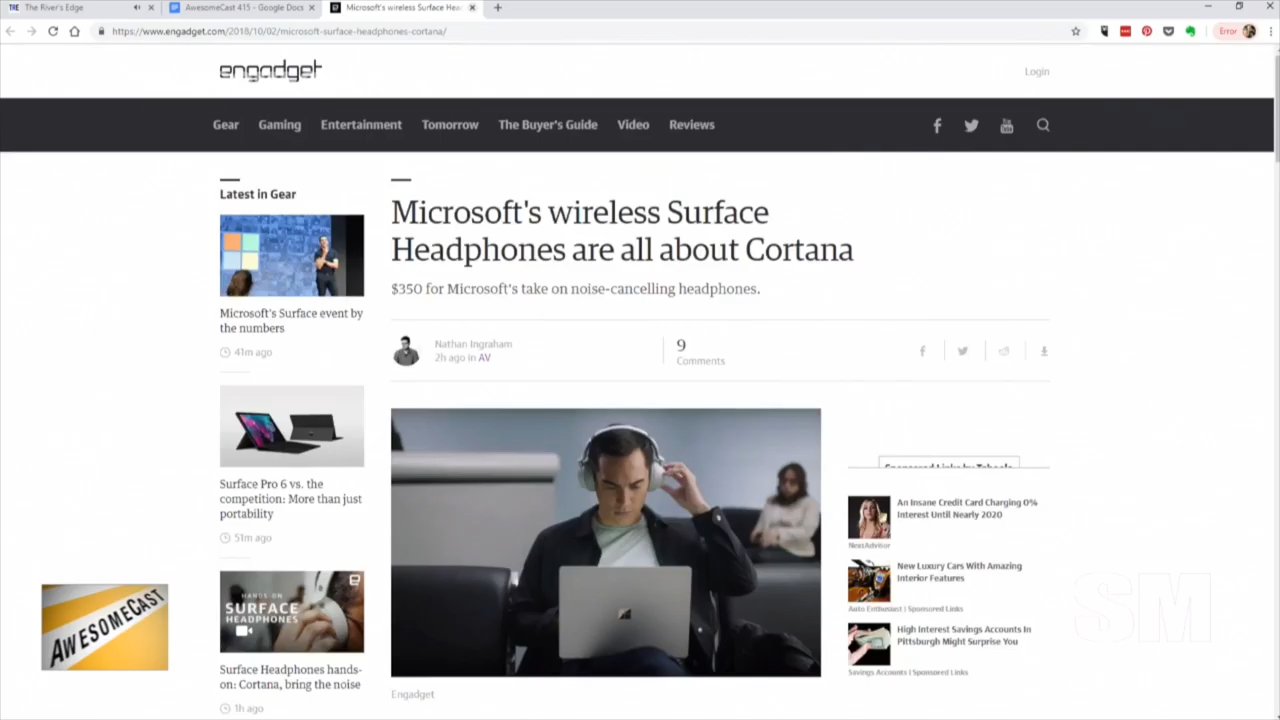 The River's Edge
AwesomeCast 415 - Google Docs
Microsoft's wireless Surface Hea
https://www.engadget.com/2018/10/02/microsoft-surface-headphones-cortana/
Error
engadget
Login
Gear
Gaming
Entertainment
Tomorrow
The Buyer's Guide
Video
Reviews
Latest in Gear
Microsoft's Surface event by
the numbers
41m ago
Surface Pro 6 vs. the
competition: More than just
portability
51m ago
HANDS-ON
SURFACE
HEADPHONES
Surface Headphones hands-
on: Cortana, bring the noise
1h ago
Microsoft's wireless Surface
Headphones are all about Cortana
$350 for Microsoft's take on noise-cancelling headphones.
Nathan Ingraham
2h ago in AV
9
Comments
Engadget
Sponsored Links by Taboola
An Insane Credit Card Charging 0%
Interest Until Nearly 2020
NextAdvisor
New Luxury Cars With Amazing
Interior Features
Auto Enthusiast | Sponsored Links
High Interest Savings Accounts In
Pittsburgh Might Surprise You
Savings Accounts | Sponsored Links
AWESOMECAST
SM